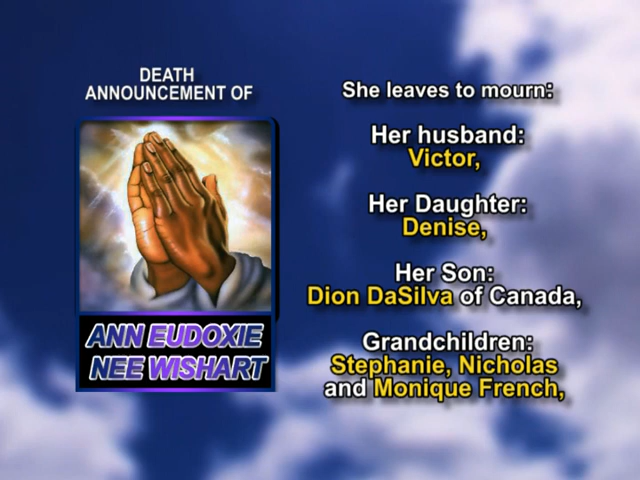 DEATH
ANNOUNCEMENT OF
ANN EUDOXIE
NEE WISHART
She leaves to mourn:
Her husband:
Victor,
Her Daughter:
Denise,
Her Son:
Dion DaSilva of Canada,
Grandchildren:
Stephanie, Nicholas
and Monique French,